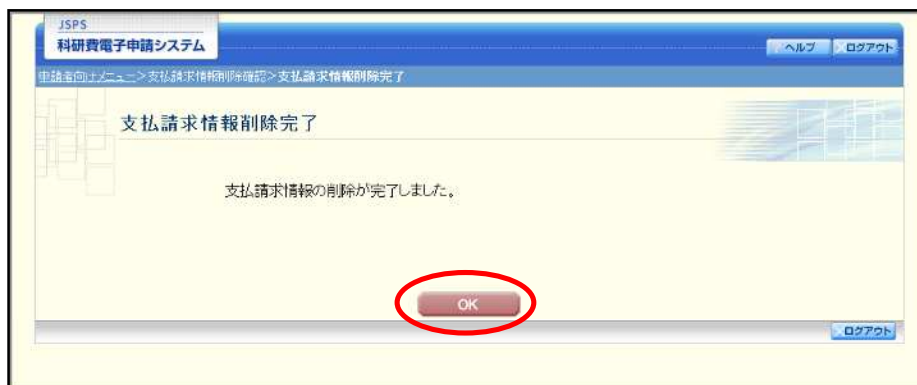 JSPS
科研費電子申請システム
ヘルプ
ログアウト
申請者向けメニュー>支払請求情報削除確認>支払請求情報削除完了
支払請求情報削除完了
支払請求情報の削除が完了しました。
OK
ログアウト